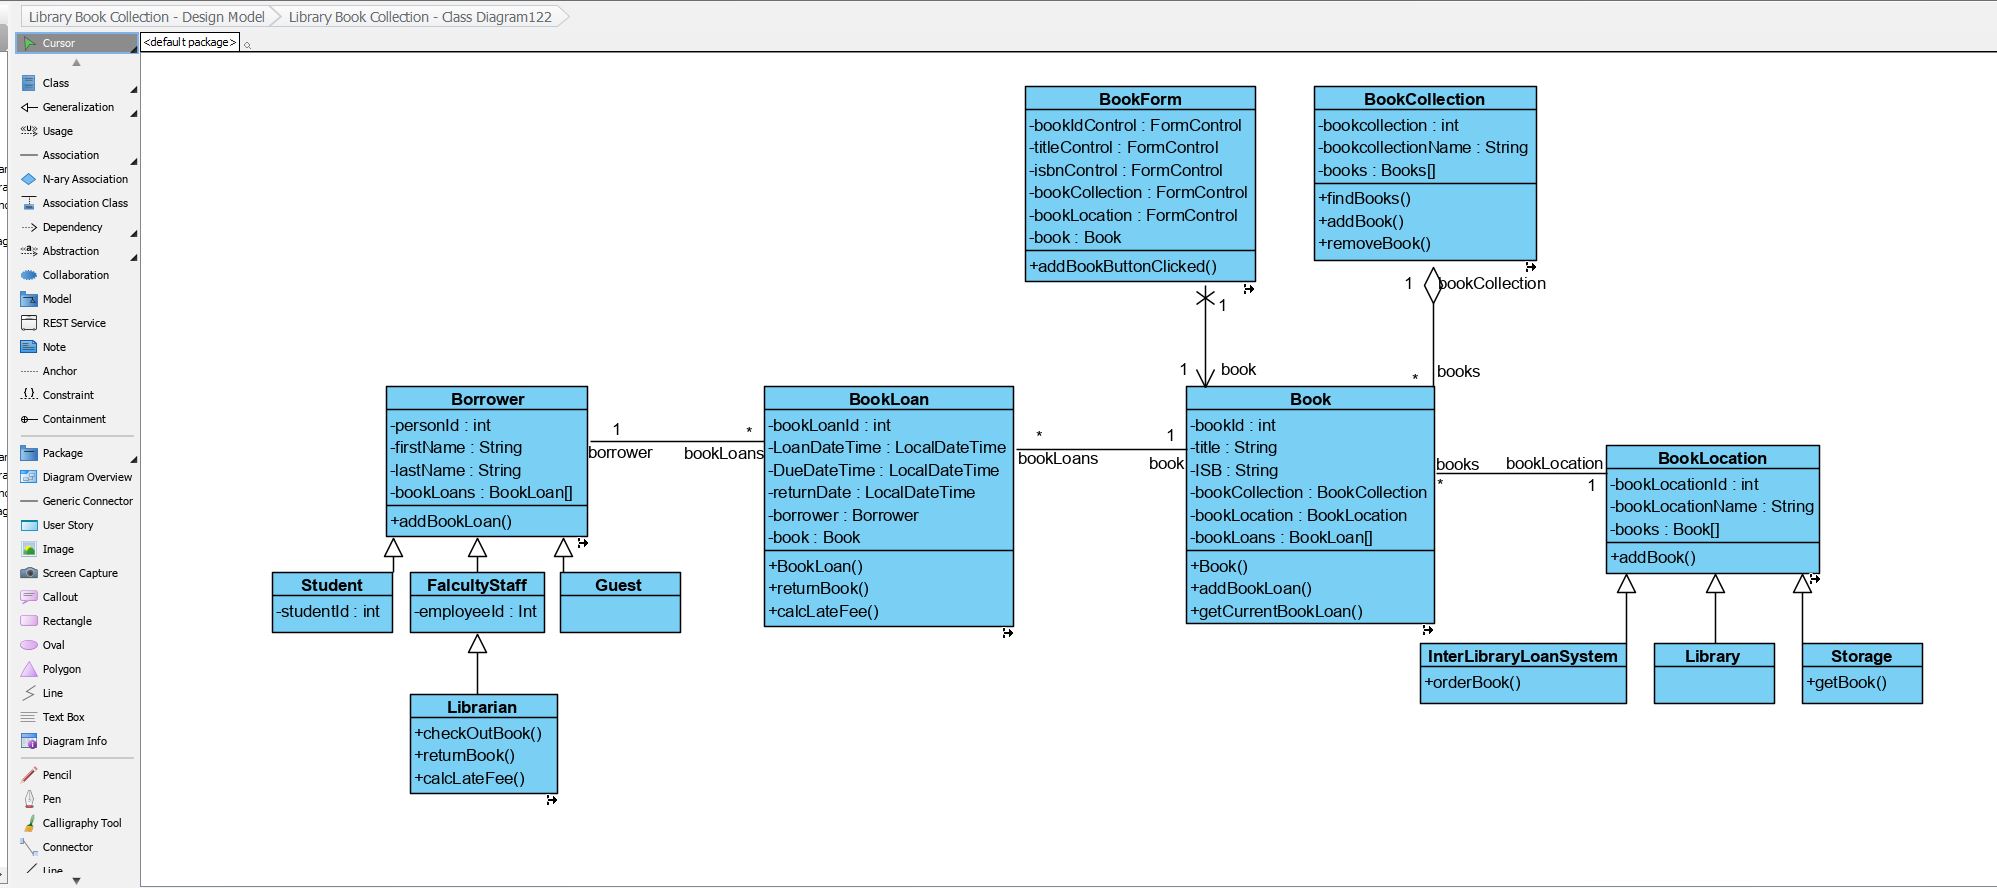 Library Book Collection - Design Model
Library Book Collection - Class Diagram122
Cursor
<default package>
Class
Generalization
Usage
Association
N-ary Association
Association Class
Dependency
Abstraction
Collaboration
Model
REST Service
Note
Anchor
Constraint
Containment
Package
Diagram Overview
Generic Connector
User Story
Image
Screen Capture
Callout
Rectangle
Oval
Polygon
Line
Text Box
Diagram Info
Pencil
Pen
Calligraphy Tool
Connector
Line
BookForm
-bookIdControl : FormControl
-titleControl : FormControl
-isbnControl : FormControl
-bookCollection : FormControl
-bookLocation : FormControl
-book : Book
+addBookButtonClicked()
BookCollection
-bookcollection : int
-bookcollectionName : String
-books : Books[]
+findBooks()
+addBook()
+removeBook()
1
1
book
1
bookCollection
*
books
Borrower
-personId : int
-firstName : String
-lastName : String
-bookLoans : BookLoan[]
+addBookLoan()
1
borrower
*
bookLoans
BookLoan
-bookLoanId : int
-LoanDateTime : LocalDateTime
-DueDateTime : LocalDateTime
-returnDate : LocalDateTime
-borrower : Borrower
-book : Book
+BookLoan()
+returnBook()
+calcLateFee()
*
bookLoans
1
book
Book
-bookId : int
-title : String
-ISB : String
-bookCollection : BookCollection
-bookLocation : BookLocation
-bookLoans : BookLoan[]
+Book()
+addBookLoan()
+getCurrentBookLoan()
books
*
bookLocation
1
BookLocation
-bookLocationId : int
-bookLocationName : String
-books : Book[]
+addBook()
Student
-studentId : int
FalcultyStaff
-employeeId : Int
Guest
Librarian
+checkOutBook()
+returnBook()
+calcLateFee()
InterLibraryLoanSystem
+orderBook()
Library
Storage
+getBook()